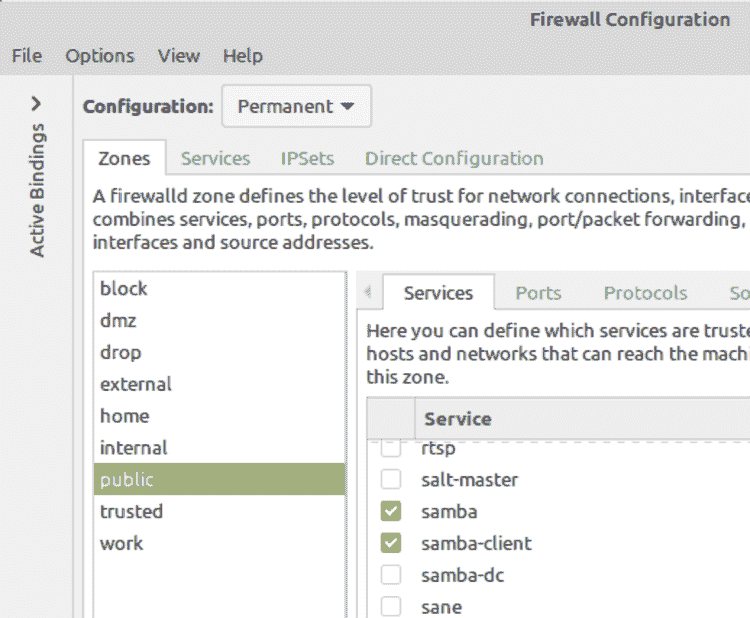 Firewall Configuration
File Options View Help
Configuration: Permanent
Active Bindings
Zones Services IPSets Direct Configuration
A firewalld zone defines the level of trust for network connections, interface
combines services, ports, protocols, masquerading, port/packet forwarding,
interfaces and source addresses.
block
dmz
drop
external
home
internal
public
trusted
work
Services Ports Protocols So
Here you can define which services are truste
hosts and networks that can reach the machi
this zone.
Service
rtsp
salt-master
samba
samba-client
samba-dc
sane